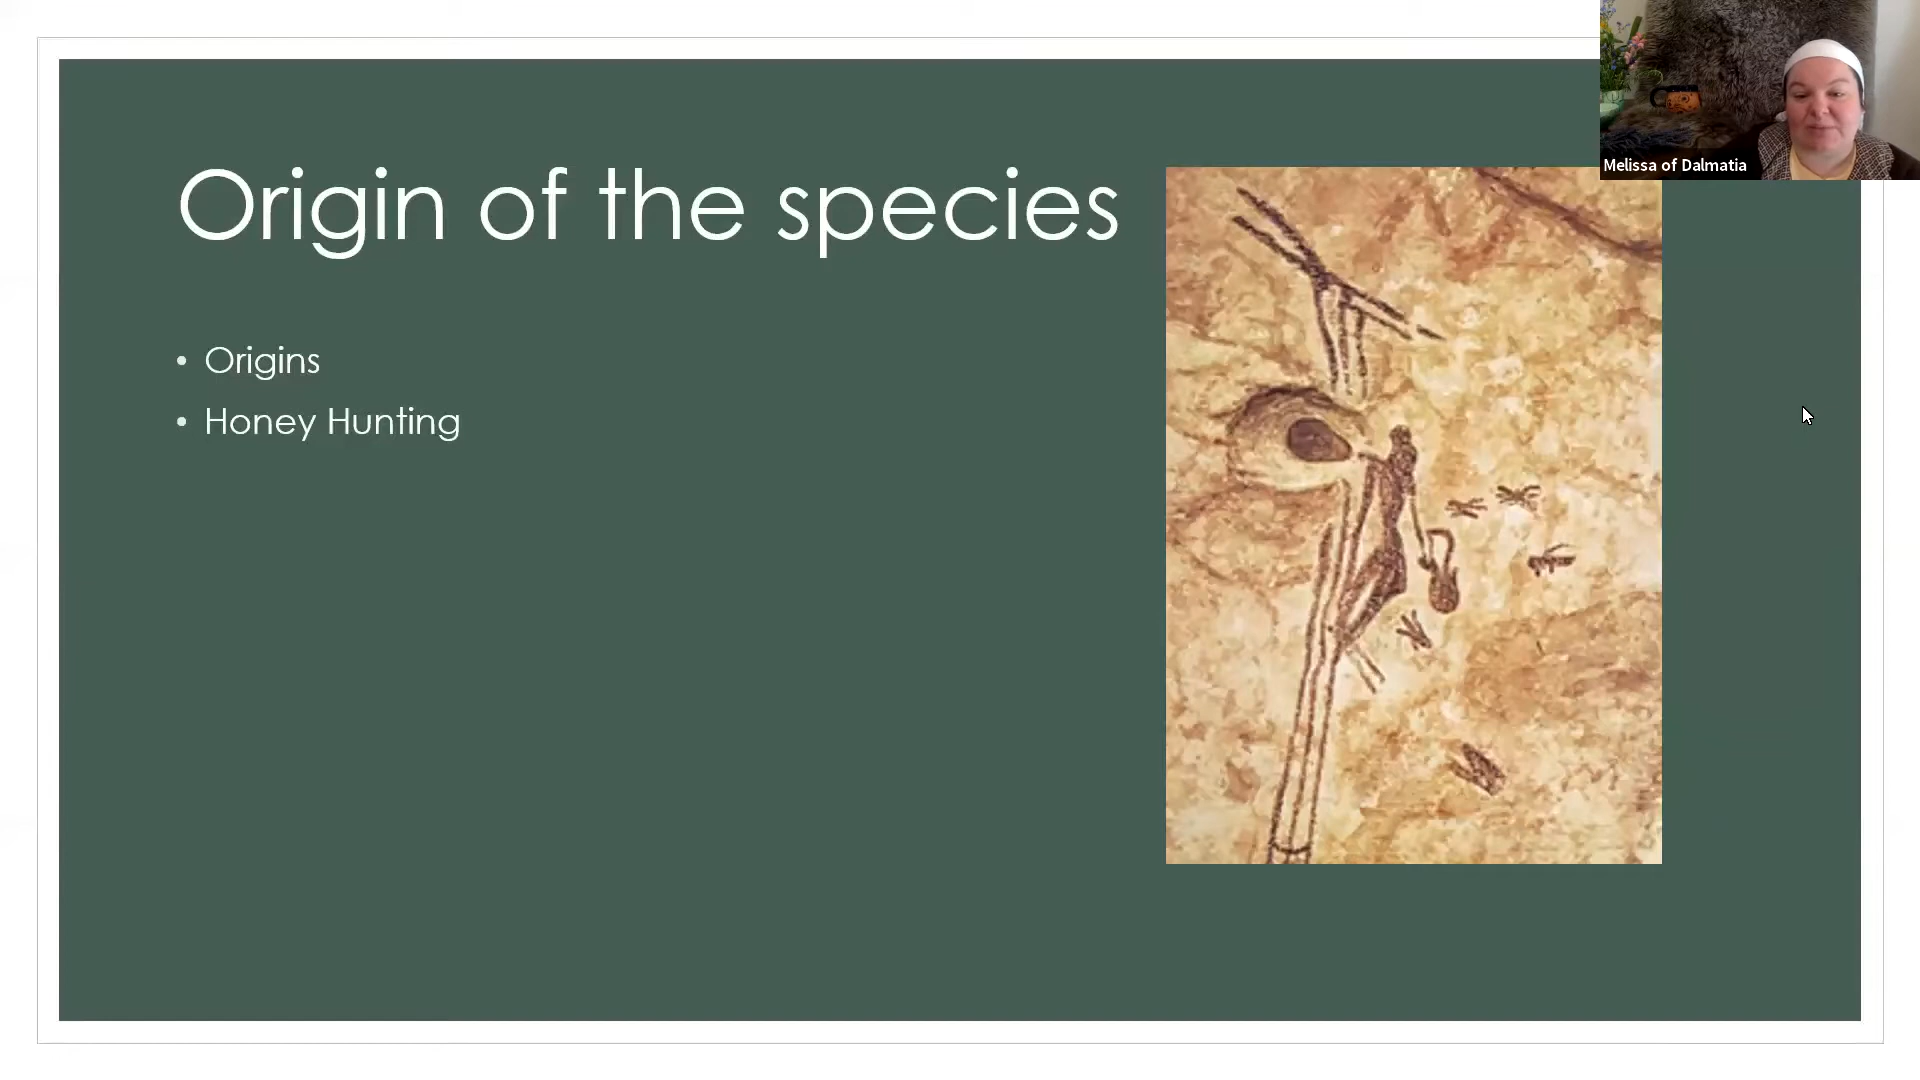 Origin of the species
• Origins
• Honey Hunting
Melissa of Dalmatia